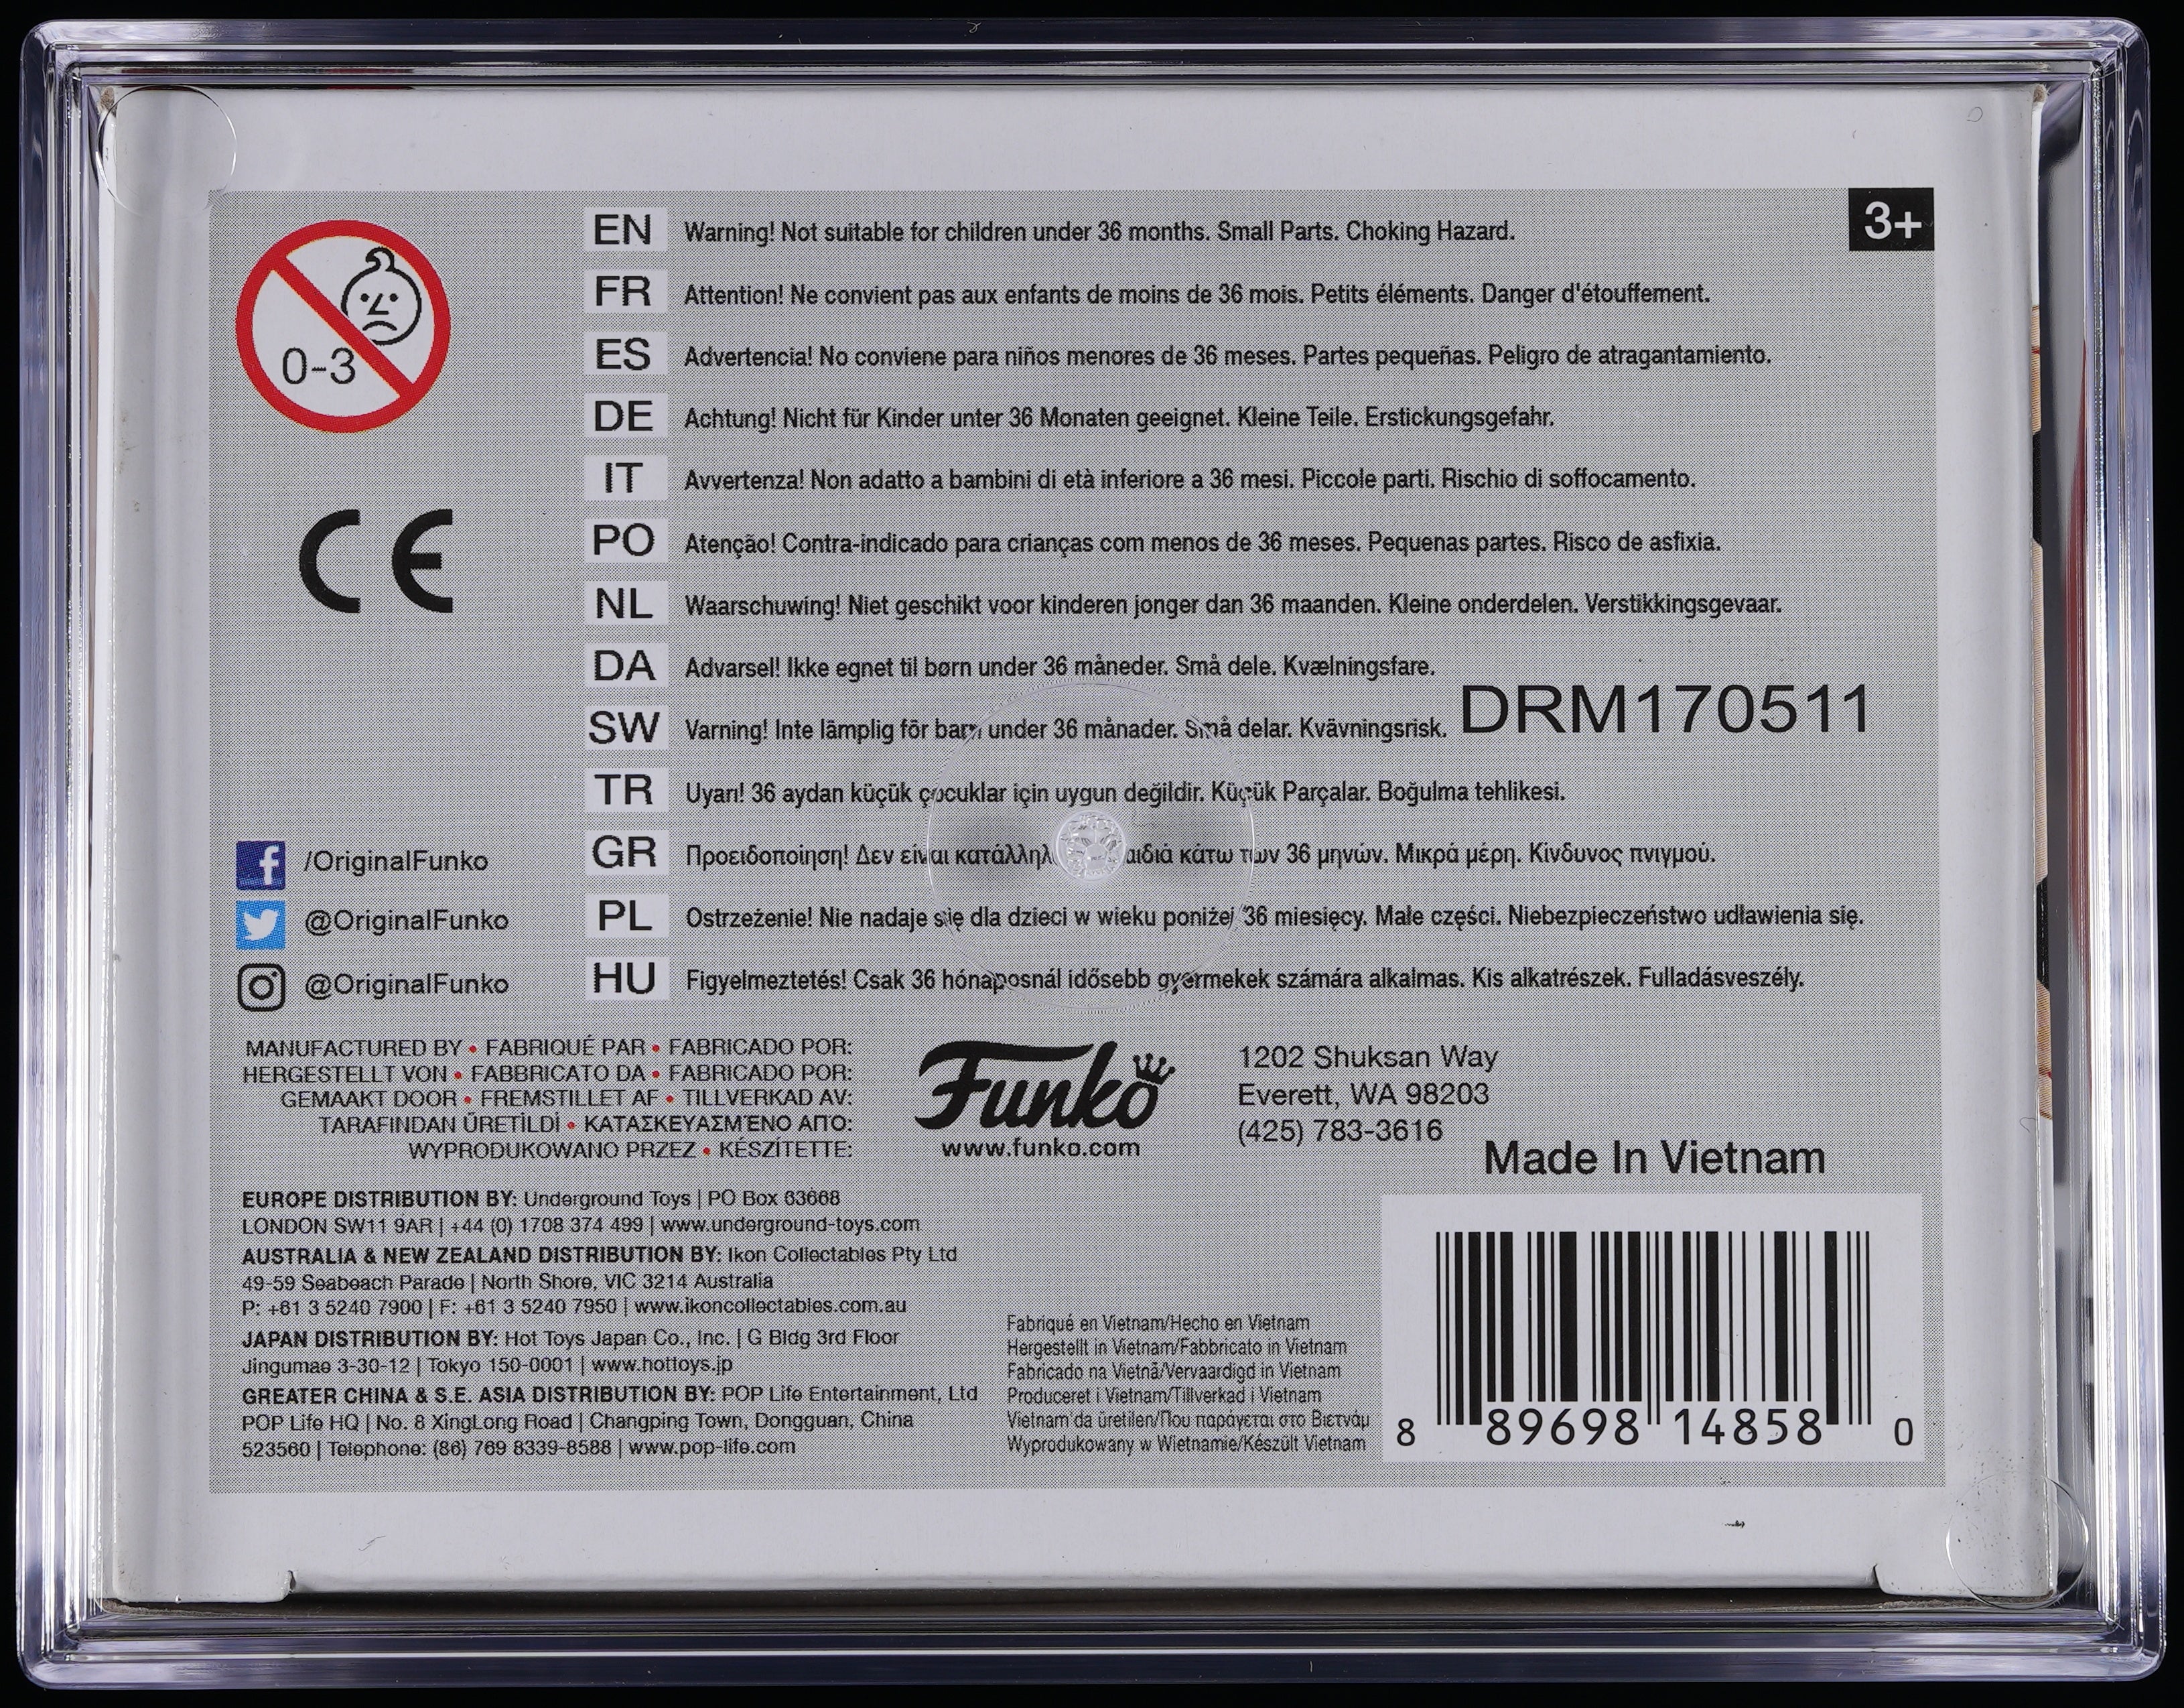 3+
0-3
CE
EN Warning! Not suitable for children under 36 months. Small Parts. Choking Hazard.
FR Attention! Ne convient pas aux enfants de moins de 36 mois. Petits éléments. Danger d'étouffement.
ES Advertencia! No conviene para niños menores de 36 meses. Partes pequeñas. Peligro de atragantamiento.
DE Achtung! Nicht für Kinder unter 36 Monaten geeignet. Kleine Teile. Erstickungsgefahr.
IT Avvertenza! Non adatto a bambini di età inferiore a 36 mesi. Piccole parti. Rischio di soffocamento.
PO Atenção! Contra-indicado para crianças com menos de 36 meses. Pequenas partes. Risco de asfixia.
NL Waarschuwing! Niet geschikt voor kinderen jonger dan 36 maanden. Kleine onderdelen. Verstikkingsgevaar.
DA Advarsel! Ikke egnet til børn under 36 måneder. Små dele. Kvælningsfare.
SW Varning! Inte lämplig för barn under 36 månader. Små delar. Kvävningsrisk.
DRM170511
TR Uyarı! 36 aydan küçük çocuklar için uygun değildir. Küçük Parçalar. Boğulma tehlikesi.
GR Προειδοποίηση! Δεν είναι κάτω των 36 μηνών. Μικρά μέρη. Κίνδυνος πνιγμού.
PL Ostrzeżenie! Nie nadaje się dla dzieci w wieku poniżej 36 miesięcy. Małe części. Niebezpieczeństwo udławienia się.
HU Figyelmeztetés! Csak 36 hónaposnál idősebb gyermekek számára alkalmas. Kis alkatrészek. Fulladásveszély.
/OriginalFunko
@OriginalFunko
@OriginalFunko
MANUFACTURED BY • FABRIQUÉ PAR • FABRICADO POR:
HERGESTELLT VON • FABBRICATO DA • FABRICADO POR:
GEMAAKT DOOR • FREMSTILLET AF • TILLVERKAD AV:
TARAFINDAN ÜRETİLDİ • ΚΑΤΑΣΚΕΥΑΣΜΈΝΟ ΑΠΌ:
WYPRODUKOWANO PRZEZ • KÉSZÍTETTE:
Funko
www.funko.com
1202 Shuksan Way
Everett, WA 98203
(425) 783-3616
Made In Vietnam
EUROPE DISTRIBUTION BY: Underground Toys | PO Box 63668
LONDON SW11 9AR | +44 (0) 1708 374 499 | www.underground-toys.com
AUSTRALIA & NEW ZEALAND DISTRIBUTION BY: Ikon Collectables Pty Ltd
49-59 Seabeach Parade | North Shore, VIC 3214 Australia
P: +61 3 5240 7900 | F: +61 3 5240 7950 | www.ikoncollectables.com.au
JAPAN DISTRIBUTION BY: Hot Toys Japan Co., Inc. | G Bldg 3rd Floor
Jingumae 3-30-12 | Tokyo 150-0001 | www.hottoys.jp
GREATER CHINA & S.E. ASIA DISTRIBUTION BY: POP Life Entertainment, Ltd
POP Life HQ | No. 8 XingLong Road | Changping Town, Dongguan, China
523560 | Telephone: (86) 769 8339-8588 | www.pop-life.com
Fabriqué en Vietnam/Hecho en Vietnam
Hergestellt in Vietnam/Fabbricato in Vietnam
Fabricado na Vietnã/Vervaardigd in Vietnam
Produceret i Vietnam/Tillverkad i Vietnam
Vietnam'da üretilen/Που παράγεται στο Βιετνάμ
Wyprodukowany w Wietnamie/Készült Vietnam
8 89698 14858 0